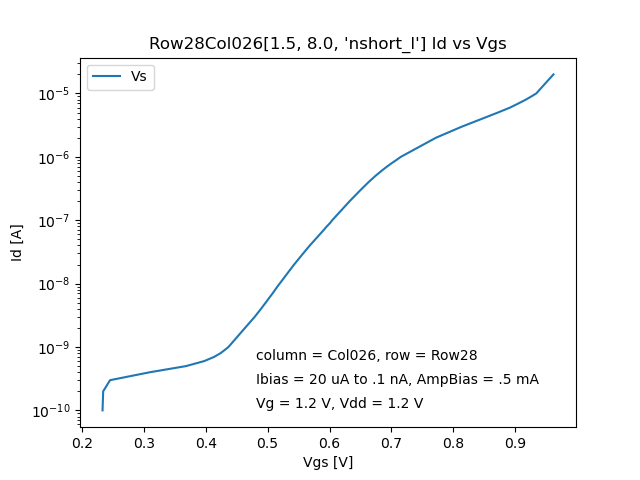 Row28Col026[1.5, 8.0, 'nshort_l'] Id vs Vgs
Vs
10⁻⁵
10⁻⁶
10⁻⁷
10⁻⁸
10⁻⁹
10⁻¹⁰
Id [A]
column = Col026, row = Row28
Ibias = 20 uA to .1 nA, AmpBias = .5 mA
Vg = 1.2 V, Vdd = 1.2 V
0.2 0.3 0.4 0.5 0.6 0.7 0.8 0.9
Vgs [V]